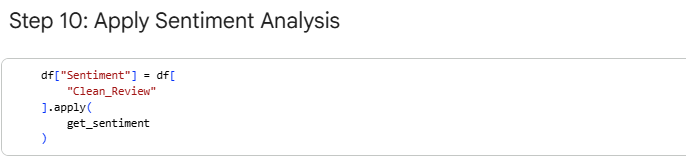 Step 10: Apply Sentiment Analysis
df["Sentiment"] = df[
"Clean_Review"
].apply(
get_sentiment
)